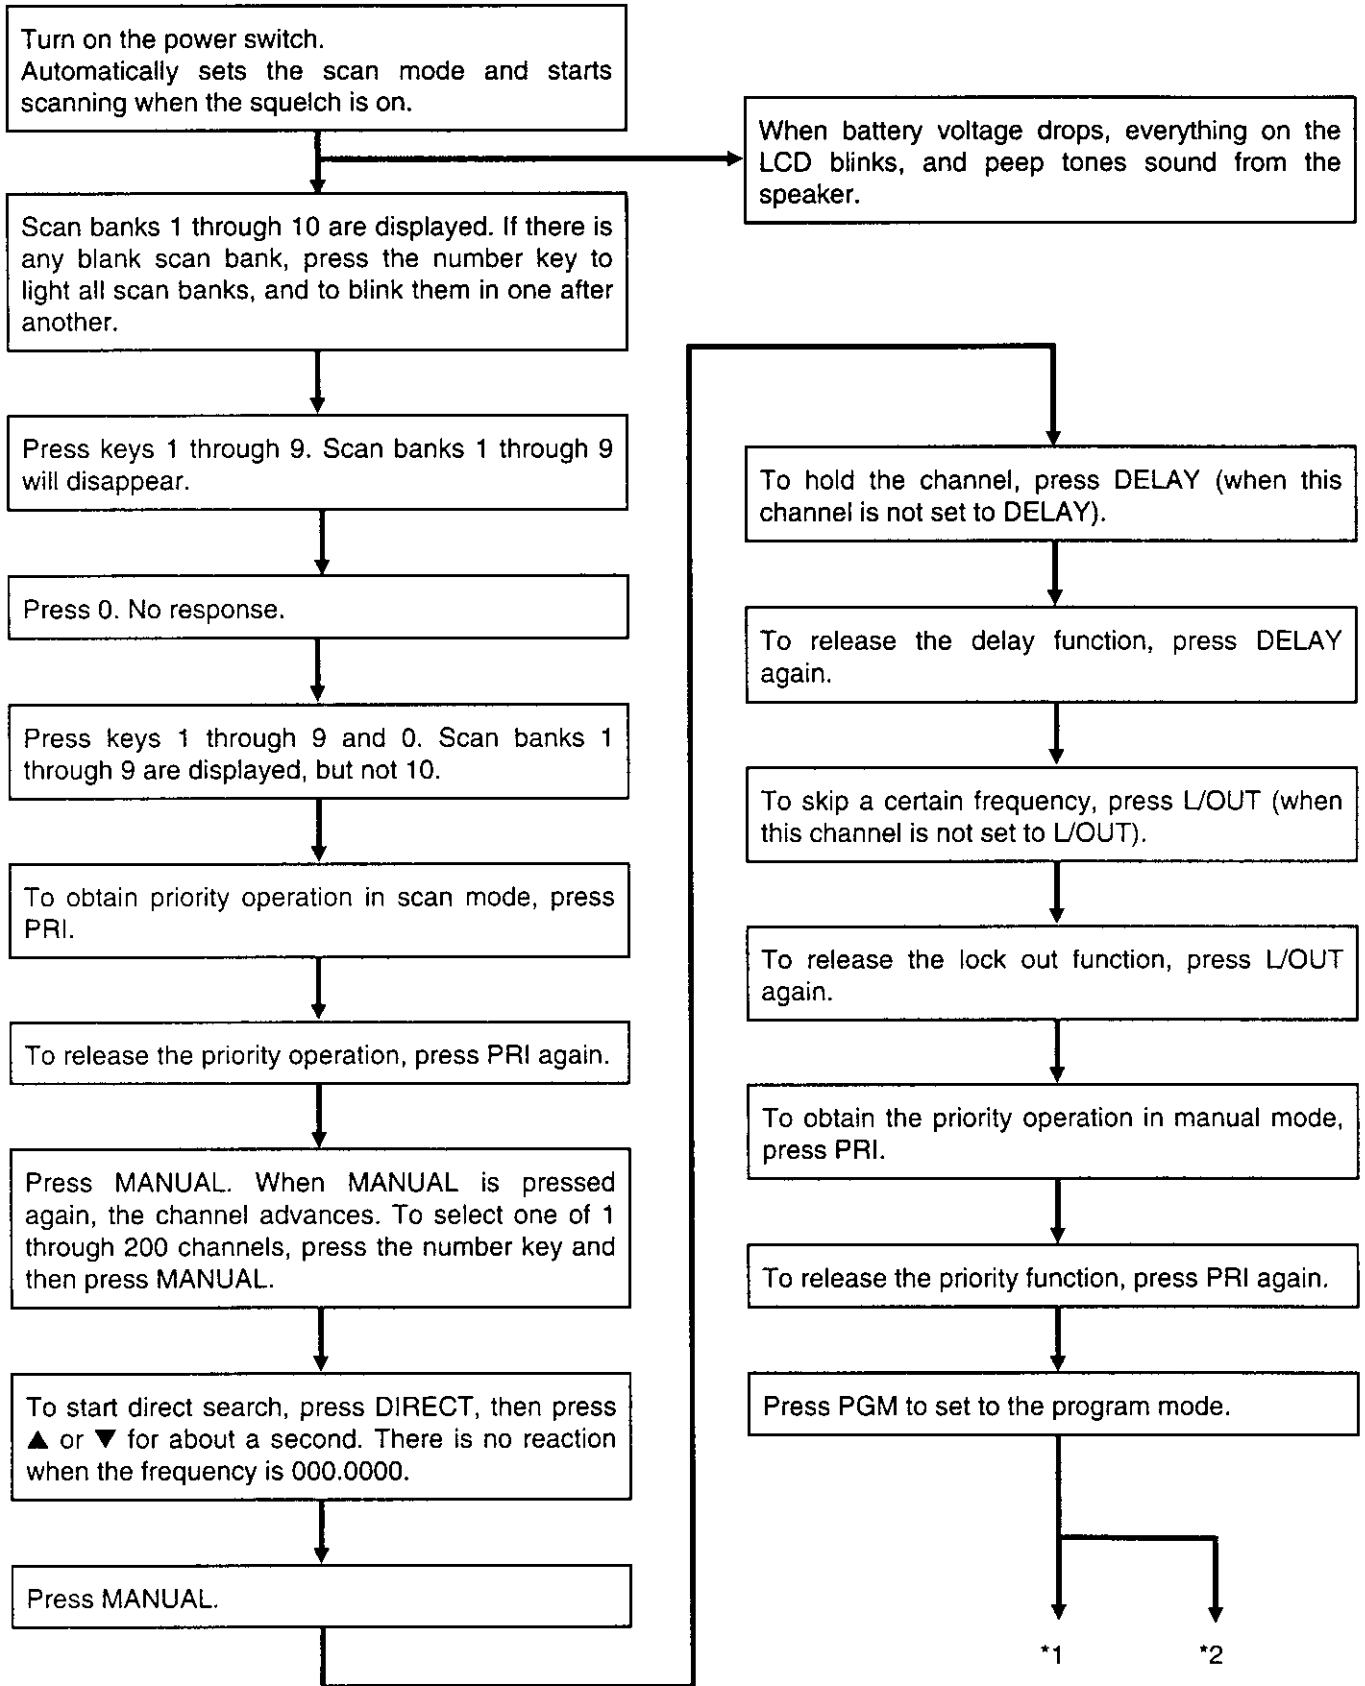 Turn on the power switch.
Automatically sets the scan mode and starts
scanning when the squelch is on.
When battery voltage drops, everything on the
LCD blinks, and peep tones sound from the
speaker.
Scan banks 1 through 10 are displayed. If there is
any blank scan bank, press the number key to
light all scan banks, and to blink them in one after
another.
Press keys 1 through 9. Scan banks 1 through 9
will disappear.
Press 0. No response.
Press keys 1 through 9 and 0. Scan banks 1
through 9 are displayed, but not 10.
To obtain priority operation in scan mode, press
PRI.
To release the priority operation, press PRI again.
Press MANUAL. When MANUAL is pressed
again, the channel advances. To select one of 1
through 200 channels, press the number key and
then press MANUAL.
To start direct search, press DIRECT, then press
▲ or ▼ for about a second. There is no reaction
when the frequency is 000.0000.
Press MANUAL.
To hold the channel, press DELAY (when this
channel is not set to DELAY).
To release the delay function, press DELAY
again.
To skip a certain frequency, press L/OUT (when
this channel is not set to L/OUT).
To release the lock out function, press L/OUT
again.
To obtain the priority operation in manual mode,
press PRI.
To release the priority function, press PRI again.
Press PGM to set to the program mode.
*1 *2